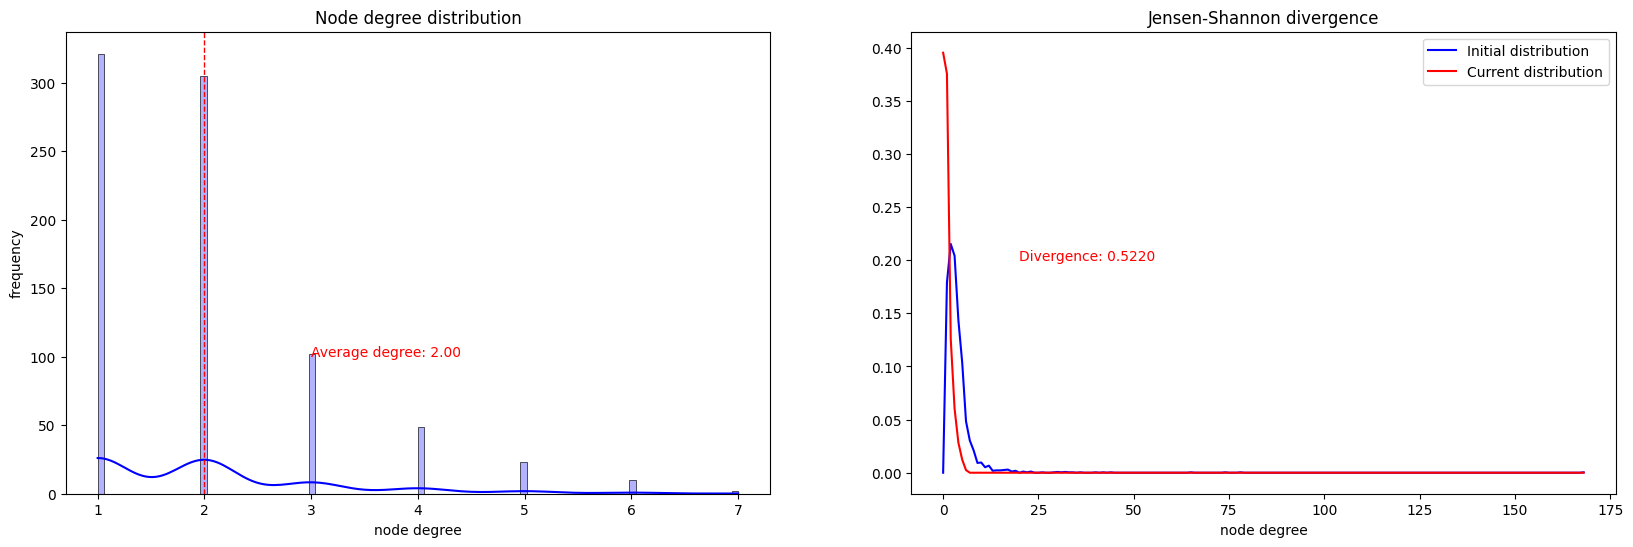 Node degree distribution
frequency
300
250
200
150
100
50
0
Average degree: 2.00
1 2 3 4 5 6 7
node degree
Jensen-Shannon divergence
Initial distribution
Current distribution
0.40
0.35
0.30
0.25
0.20
0.15
0.10
0.05
0.00
Divergence: 0.5220
0 25 50 75 100 125 150 175
node degree